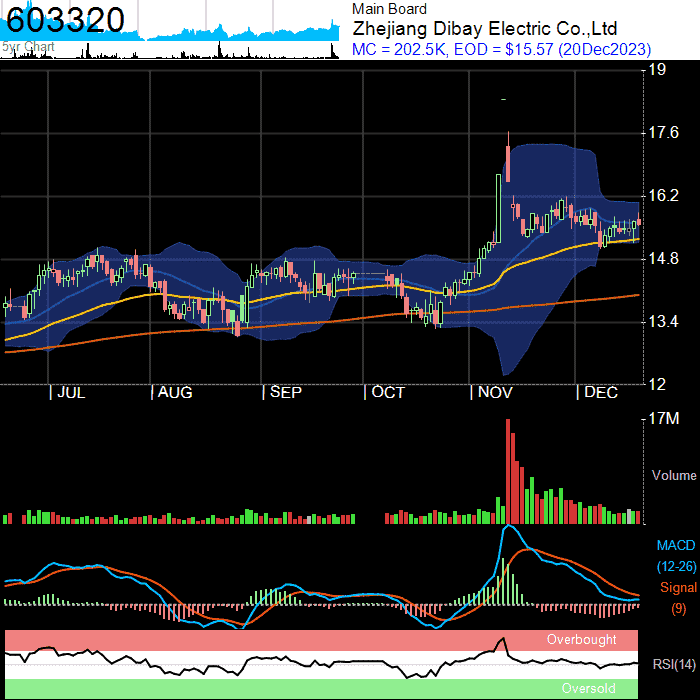 603320
5yr Chart
Main Board
Zhejiang Dibay Electric Co.,Ltd
MC = 202.5K, EOD = $15.57 (20Dec2023)
19
17.6
16.2
14.8
13.4
12
JUL
AUG
SEP
OCT
NOV
DEC
17M
Volume
MACD
(12-26)
Signal
(9)
Overbought
RSI(14)
Oversold